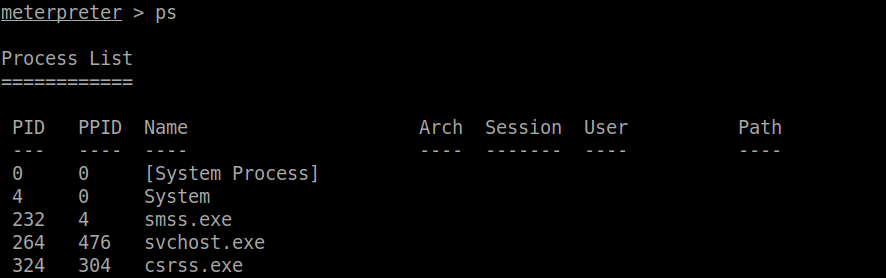 meterpreter > ps
Process List
============
PID   PPID  Name                     Arch  Session  User          Path
---   ----  ----                     ----  -------  ----          ----
0     0     [System Process]
4     0     System
232   4     smss.exe
264   476   svchost.exe
324   304   csrss.exe